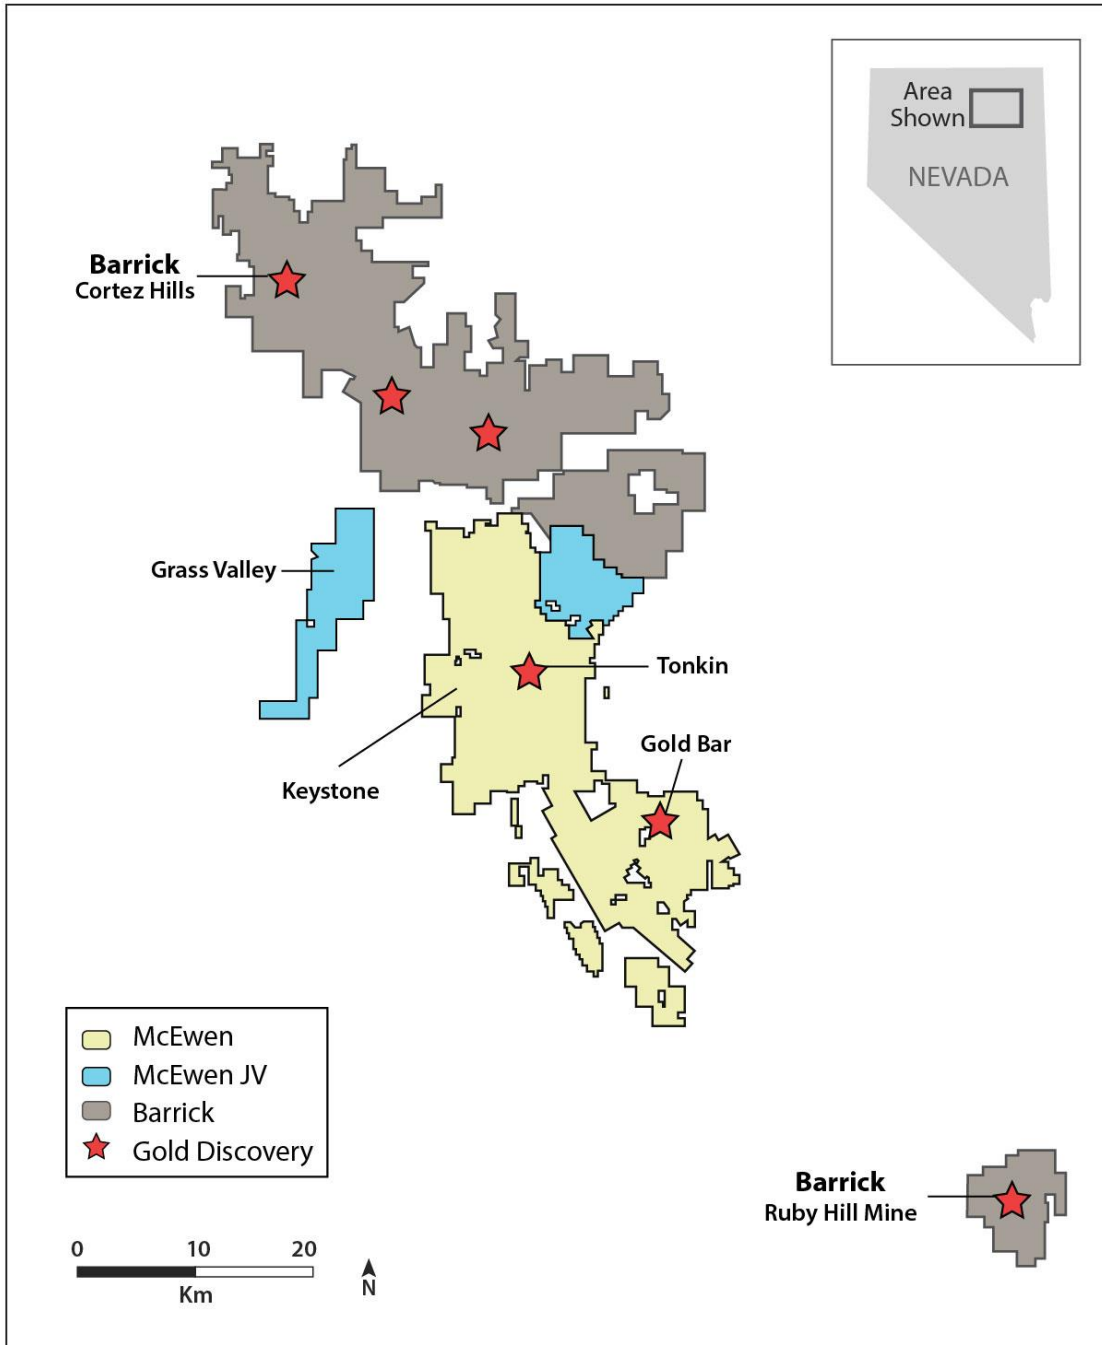 Area
Shown
NEVADA
Barrick
Cortez Hills
Grass Valley
Tonkin
Gold Bar
Keystone
McEwen
McEwen JV
Barrick
Gold Discovery
Barrick
Ruby Hill Mine
0 10 20
Km
N